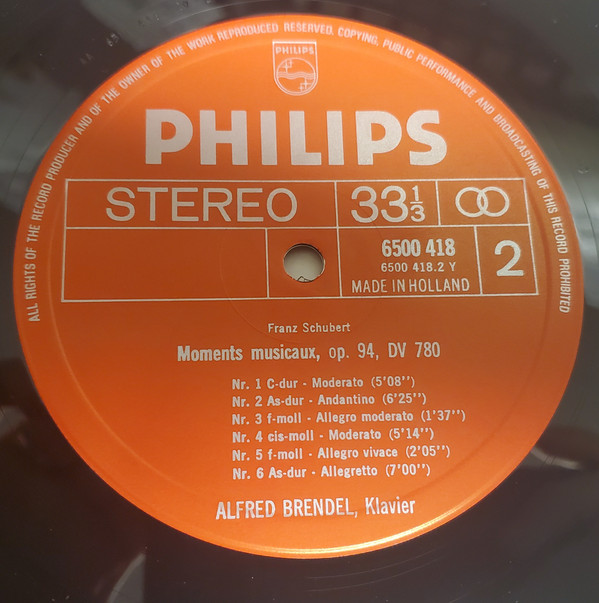 ALL RIGHTS OF THE RECORD PRODUCER AND OF THE OWNER OF THE WORK REPRODUCED RESERVED. COPYING, PUBLIC PERFORMANCE AND BROADCASTING OF THIS RECORD PROHIBITED
PHILIPS
PHILIPS
STEREO 33 1/3
6500 418
6500 418.2 Y
2
MADE IN HOLLAND
Franz Schubert
Moments musicaux, op. 94, DV 780
Nr. 1 C-dur - Moderato (5'08'')
Nr. 2 As-dur - Andantino (6'25'')
Nr. 3 f-moll - Allegro moderato (1'37'')
Nr. 4 cis-moll - Moderato (5'14'')
Nr. 5 f-moll - Allegro vivace (2'05'')
Nr. 6 As-dur - Allegretto (7'00'')
ALFRED BRENDEL, Klavier